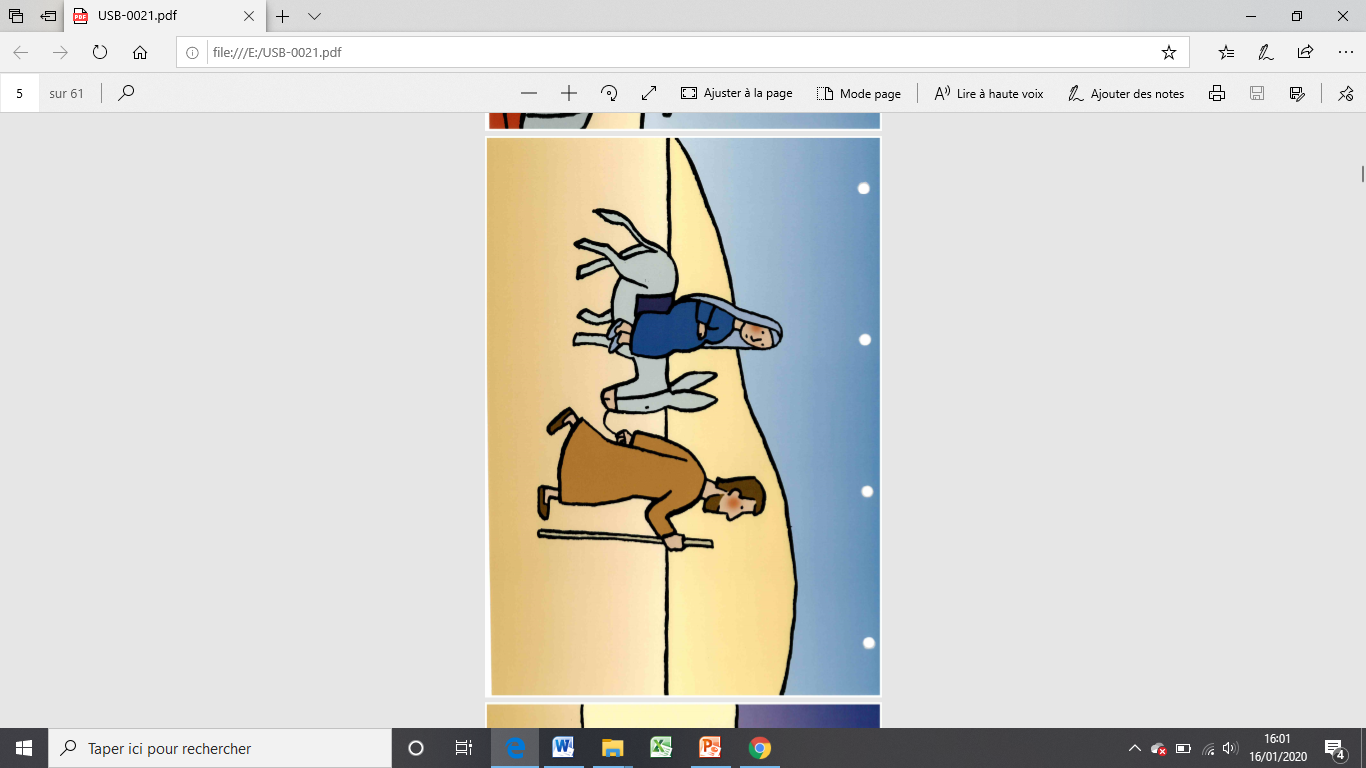 USB-0021.pdf
file:///E:/USB-0021.pdf
5 sur 61 Ajuster à la page Mode page Lire à haute voix Ajouter des notes
Taper ici pour rechercher
16:01
16/01/2020
4